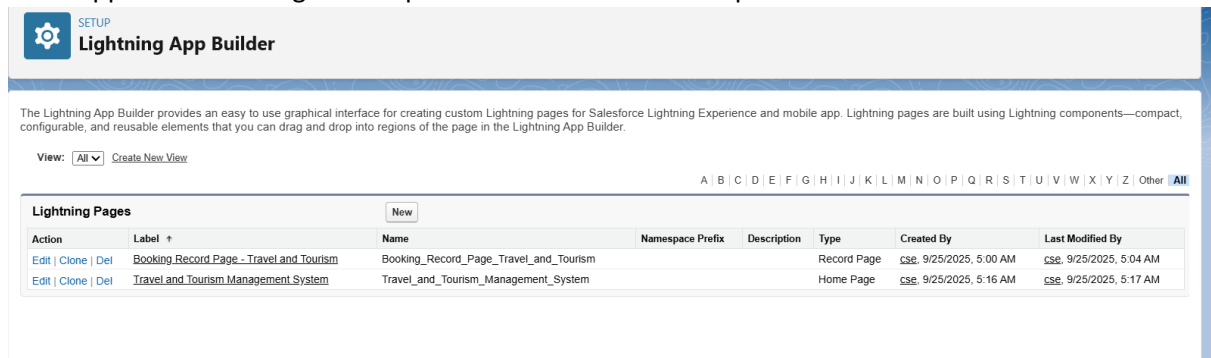 SETUP
Lightning App Builder
The Lightning App Builder provides an easy to use graphical interface for creating custom Lightning pages for Salesforce Lightning Experience and mobile app. Lightning pages are built using Lightning components—compact,
configurable, and reusable elements that you can drag and drop into regions of the page in the Lightning App Builder.
View: All Create New View
A | B | C | D | E | F | G | H | I | J | K | L | M | N | O | P | Q | R | S | T | U | V | W | X | Y | Z | Other All
Lightning Pages New
Action Label ↑ Name Namespace Prefix Description Type Created By Last Modified By
Edit | Clone | Del Booking Record Page - Travel and Tourism Booking_Record_Page_Travel_and_Tourism Record Page cse, 9/25/2025, 5:00 AM cse, 9/25/2025, 5:04 AM
Edit | Clone | Del Travel and Tourism Management System Travel_and_Tourism_Management_System Home Page cse, 9/25/2025, 5:16 AM cse, 9/25/2025, 5:17 AM